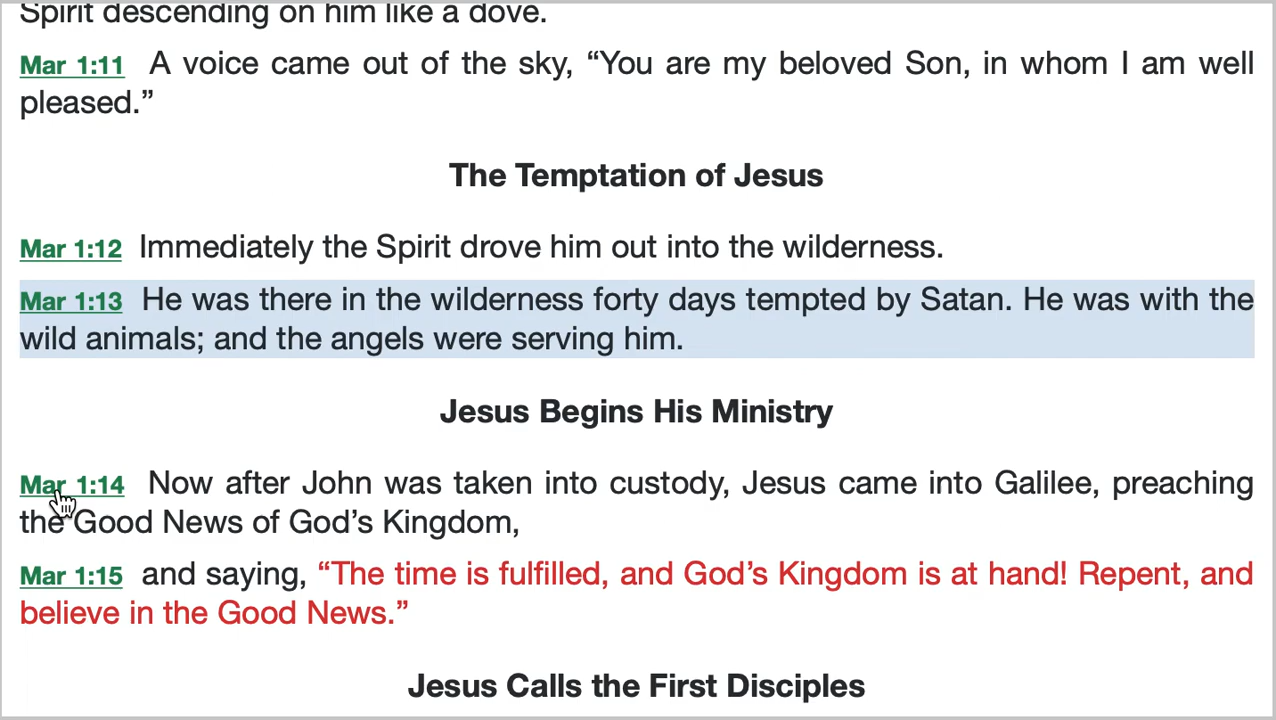 Spirit descending on him like a dove.
Mar 1:11 A voice came out of the sky, “You are my beloved Son, in whom I am well
pleased.”
The Temptation of Jesus
Mar 1:12 Immediately the Spirit drove him out into the wilderness.
Mar 1:13 He was there in the wilderness forty days tempted by Satan. He was with the
wild animals; and the angels were serving him.
Jesus Begins His Ministry
Mar 1:14 Now after John was taken into custody, Jesus came into Galilee, preaching
the Good News of God’s Kingdom,
Mar 1:15 and saying, “The time is fulfilled, and God’s Kingdom is at hand! Repent, and
believe in the Good News.”
Jesus Calls the First Disciples